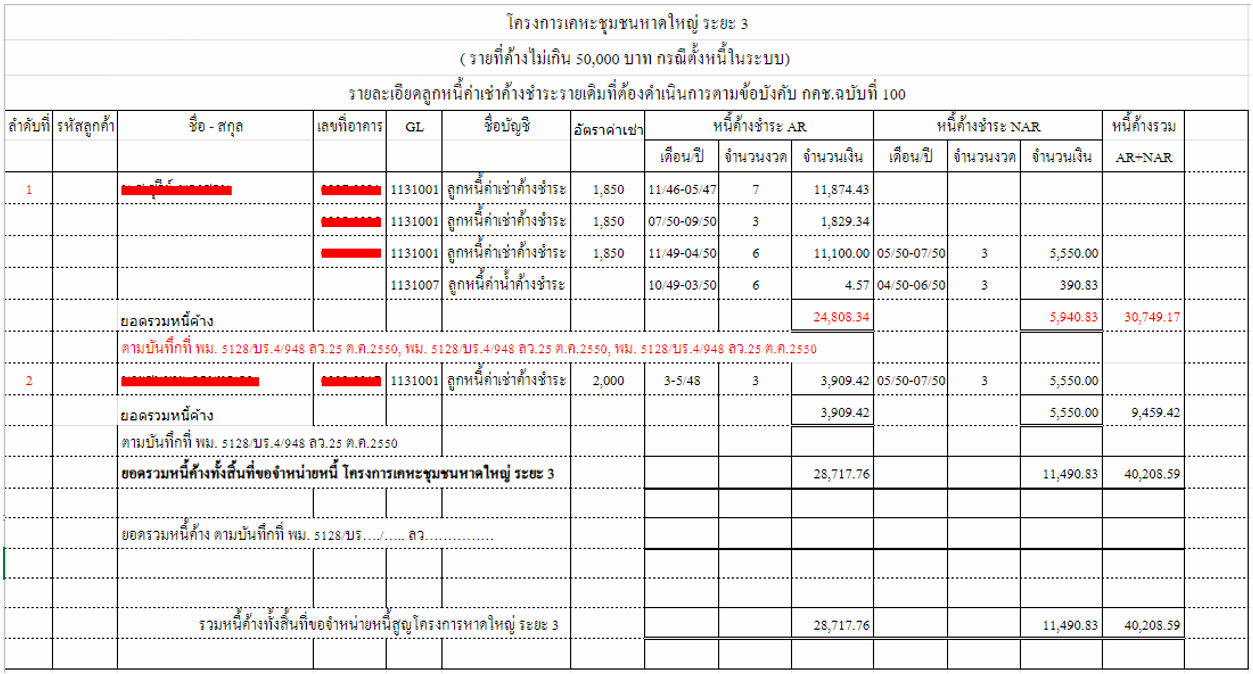 โครงการเคหะชุมชนหาดใหญ่ ระยะ 3
( รายที่ค้างไม่เกิน 50,000 บาท กรณีตั้งหนี้ในระบบ)
รายละเอียดลูกหนี้ค่าเช่าค้างชำระรายเดิมที่ต้องดำเนินการตามข้อบังคับ กคช.ฉบับที่ 100
ลำดับที่ รหัสลูกค้า ชื่อ - สกุล เลขที่อาคาร GL ชื่อบัญชี อัตราค่าเช่า หนี้ค้างชำระ AR หนี้ค้างชำระ NAR หนี้ค้างรวม
เดือน/ปี จำนวนงวด จำนวนเงิน เดือน/ปี จำนวนงวด จำนวนเงิน AR+NAR
1 1131001 ลูกหนี้ค่าเช่าค้างชำระ 1,850 11/46-05/47 7 11,874.43
1131001 ลูกหนี้ค่าเช่าค้างชำระ 1,850 07/50-09/50 3 1,829.34
1131001 ลูกหนี้ค่าเช่าค้างชำระ 1,850 11/49-04/50 6 11,100.00 05/50-07/50 3 5,550.00
1131007 ลูกหนี้ค่าน้ำค้างชำระ 10/49-03/50 6 4.57 04/50-06/50 3 390.83
ยอดรวมหนี้ค้าง 24,808.34 5,940.83 30,749.17
ตามบันทึกที่ พม. 5128/บร.4/948 ลว.25 ต.ค.2550, พม. 5128/บร.4/948 ลว.25 ต.ค.2550, พม. 5128/บร.4/948 ลว.25 ต.ค.2550
2 1131001 ลูกหนี้ค่าเช่าค้างชำระ 2,000 3-5/48 3 3,909.42 05/50-07/50 3 5,550.00
ยอดรวมหนี้ค้าง 3,909.42 5,550.00 9,459.42
ตามบันทึกที่ พม. 5128/บร.4/948 ลว.25 ต.ค.2550
ยอดรวมหนี้ค้างทั้งสิ้นที่ขอจำหน่ายหนี้ โครงการเคหะชุมชนหาดใหญ่ ระยะ 3 28,717.76 11,490.83 40,208.59
ยอดรวมหนี้ค้าง ตามบันทึกที่ พม. 5128/บร..../..... ลว...............
รวมหนี้ค้างทั้งสิ้นที่ขอจำหน่ายหนี้สูญโครงการหาดใหญ่ ระยะ 3 28,717.76 11,490.83 40,208.59